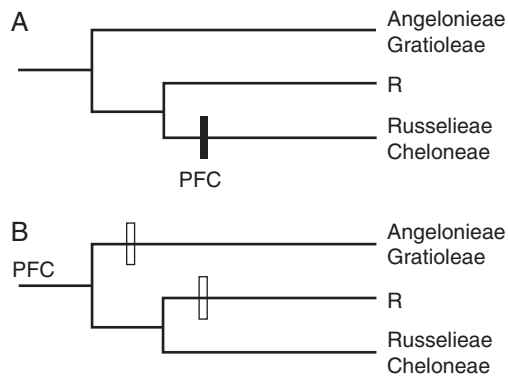 A
Angelonieae
Gratioleae
R
Russelieae
Cheloneae
PFC
B
PFC
Angelonieae
Gratioleae
R
Russelieae
Cheloneae